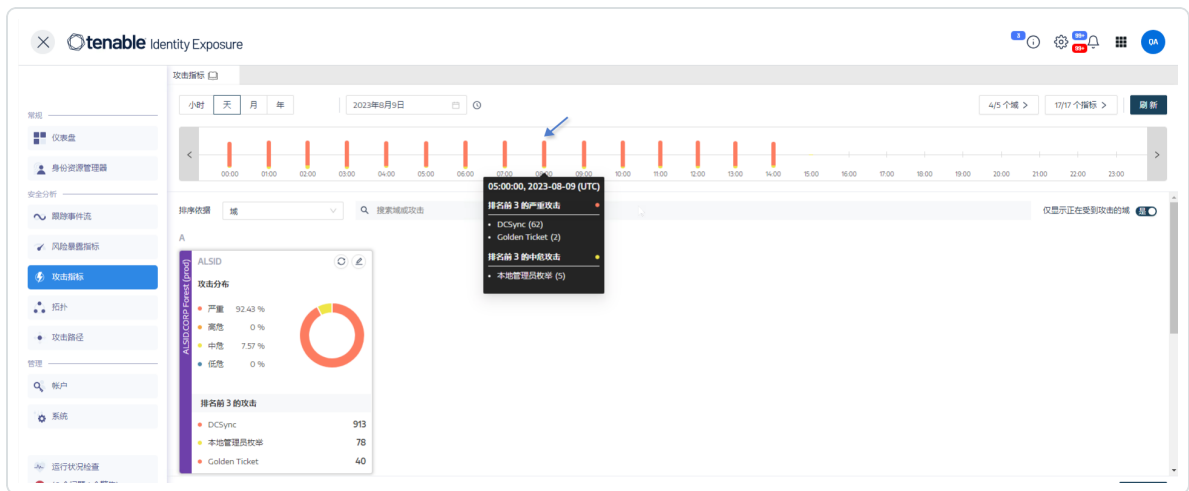 tenable Identity Exposure
3
99+
99+
QA
攻击指标
常规
仪表盘
身份资源管理器
安全分析
跟踪事件流
风险暴露指标
攻击指标
拓扑
攻击路径
管理
帐户
系统
运行状况检查
小时 天 月 年
2023年8月9日
4/5 个域 >
17/17 个指标 >
刷新
00:00 01:00 02:00 03:00 04:00 05:00 06:00 07:00 08:00 09:00 10:00 11:00 12:00 13:00 14:00 15:00 16:00 17:00 18:00 19:00 20:00 21:00 22:00 23:00
05:00:00, 2023-08-09 (UTC)
排名前 3 的严重攻击
DCSync (62)
Golden Ticket (2)
排名前 3 的中危攻击
本地管理员枚举 (5)
排序依据 域
搜索域或攻击
仅显示正在受到攻击的域 是
A
ALSID.CORP Forest (prod)
ALSID
攻击分布
严重 92.43 %
高危 0 %
中危 7.57 %
低危 0 %
排名前 3 的攻击
DCSync 913
本地管理员枚举 78
Golden Ticket 40